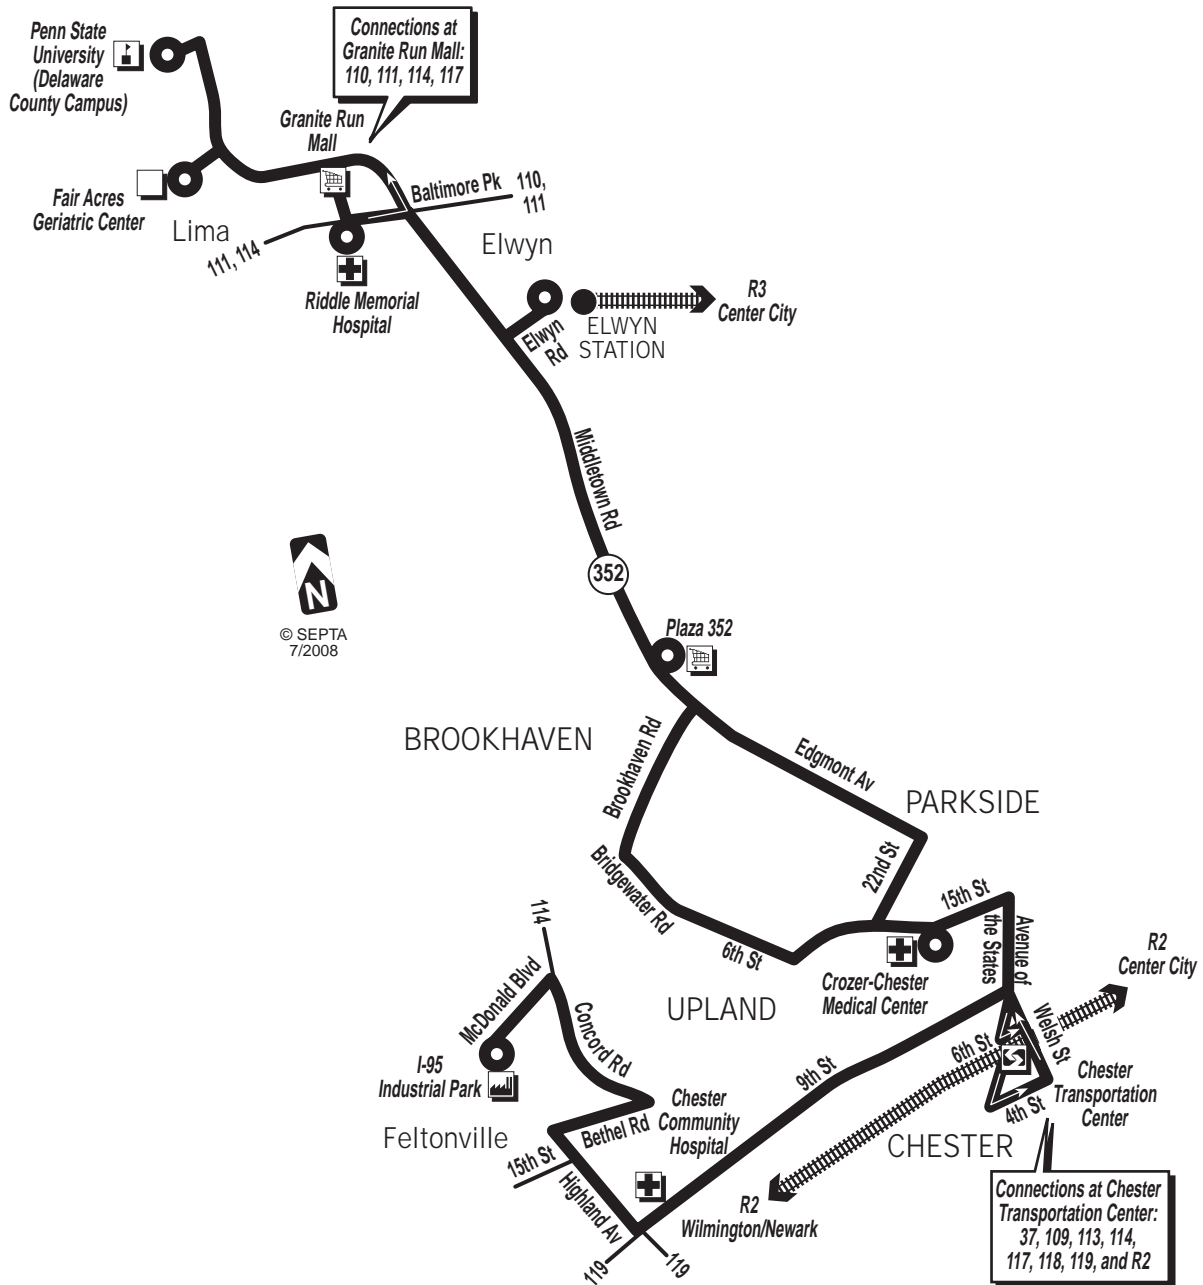 Penn State
University
(Delaware
County Campus)
Connections at
Granite Run Mall:
110, 111, 114, 117
Granite Run
Mall
Fair Acres
Geriatric Center
Lima
Baltimore Pk
110,
111
111, 114
Elwyn
Riddle Memorial
Hospital
R3
Center City
ELWYN
STATION
Elwyn
Rd
Middletown Rd
352
N
© SEPTA
7/2008
Plaza 352
BROOKHAVEN
Brookhaven Rd
Edgmont Av
PARKSIDE
22nd St
Bridgewater Rd
15th St
6th St
Avenue of
the States
114
Crozer-Chester
Medical Center
R2
Center City
McDonald Blvd
UPLAND
Concord Rd
Welsh St
6th St
9th St
I-95
Industrial Park
Chester
Transportation
Center
4th St
Chester
Community
Hospital
Feltonville
Bethel Rd
CHESTER
15th St
Highland Av
R2
Wilmington/Newark
Connections at Chester
Transportation Center:
37, 109, 113, 114,
117, 118, 119, and R2
119
119